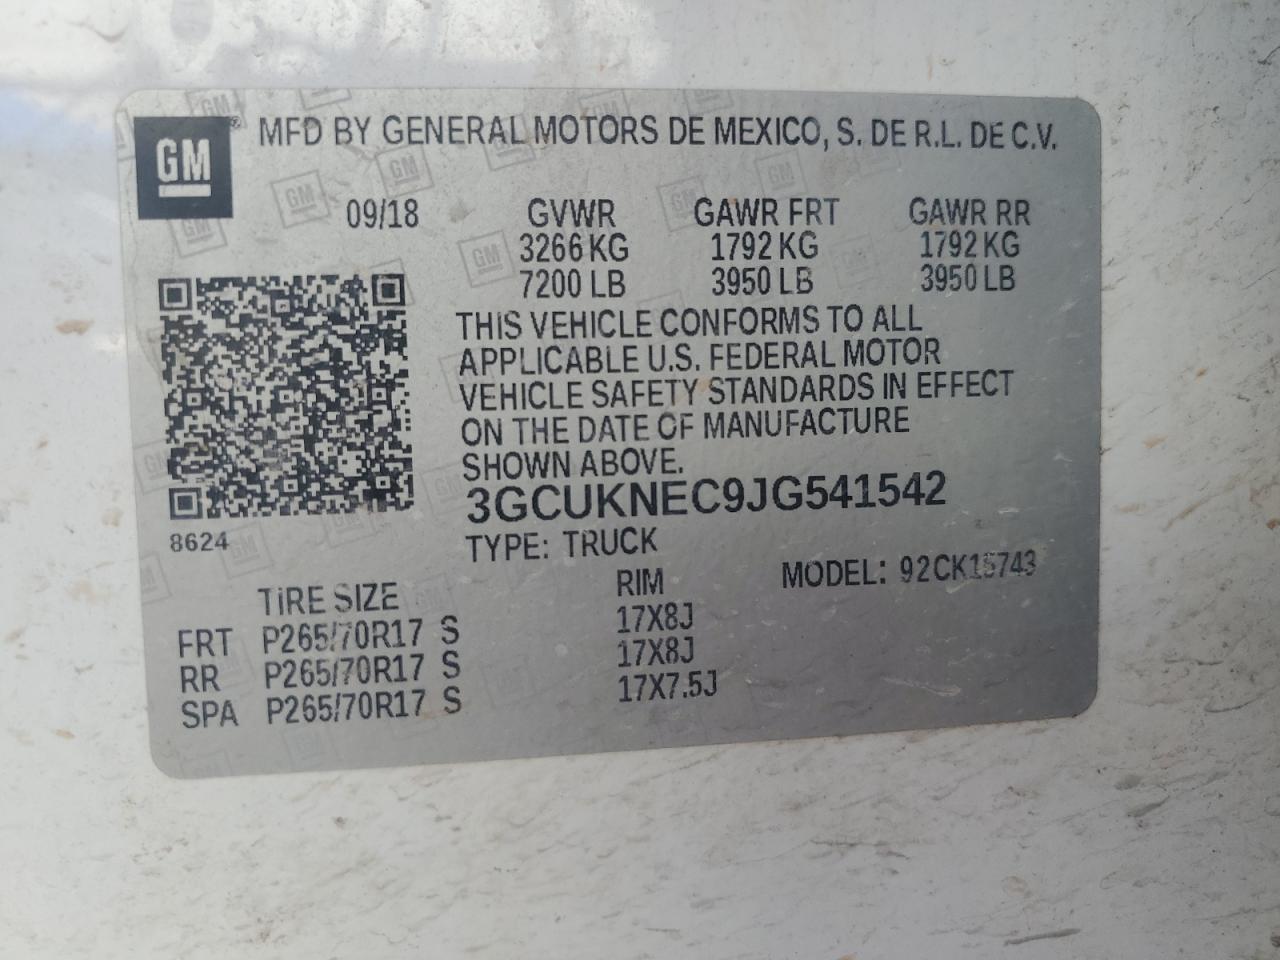 GM® MFD BY GENERAL MOTORS DE MEXICO, S. DE R.L. DE C.V.
09/18 GVWR GAWR FRT GAWR RR
3266 KG 1792 KG 1792 KG
7200 LB 3950 LB 3950 LB
THIS VEHICLE CONFORMS TO ALL
APPLICABLE U.S. FEDERAL MOTOR
VEHICLE SAFETY STANDARDS IN EFFECT
ON THE DATE OF MANUFACTURE
SHOWN ABOVE.
3GCUKNEC9JG541542
8624
TYPE: TRUCK
MODEL: 92CK15743
TIRE SIZE RIM
FRT P265/70R17 S 17X8J
RR P265/70R17 S 17X8J
SPA P265/70R17 S 17X7.5J